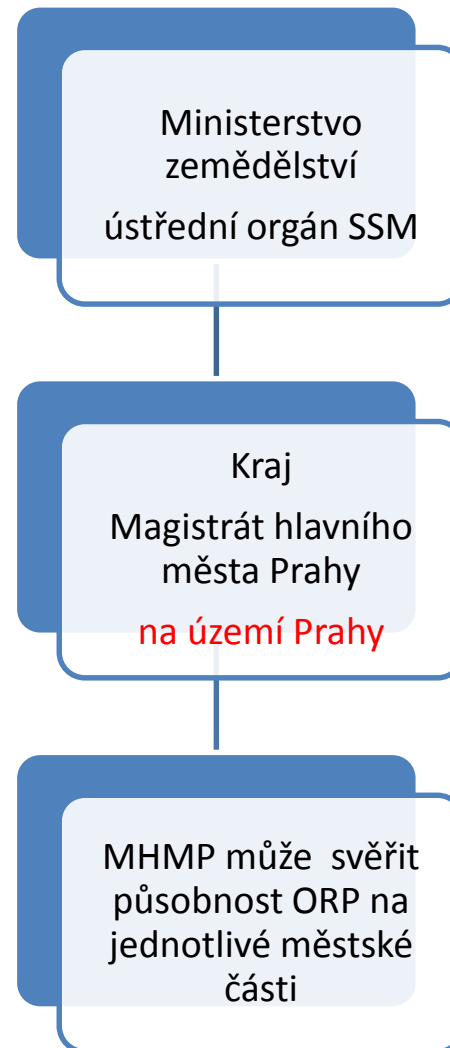 Ministerstvo
zemědělství
ústřední orgán SSM
Kraj
Magistrát hlavního
města Prahy
na území Prahy
MHMP může  svěřit
působnost ORP na
jednotlivé městské
části